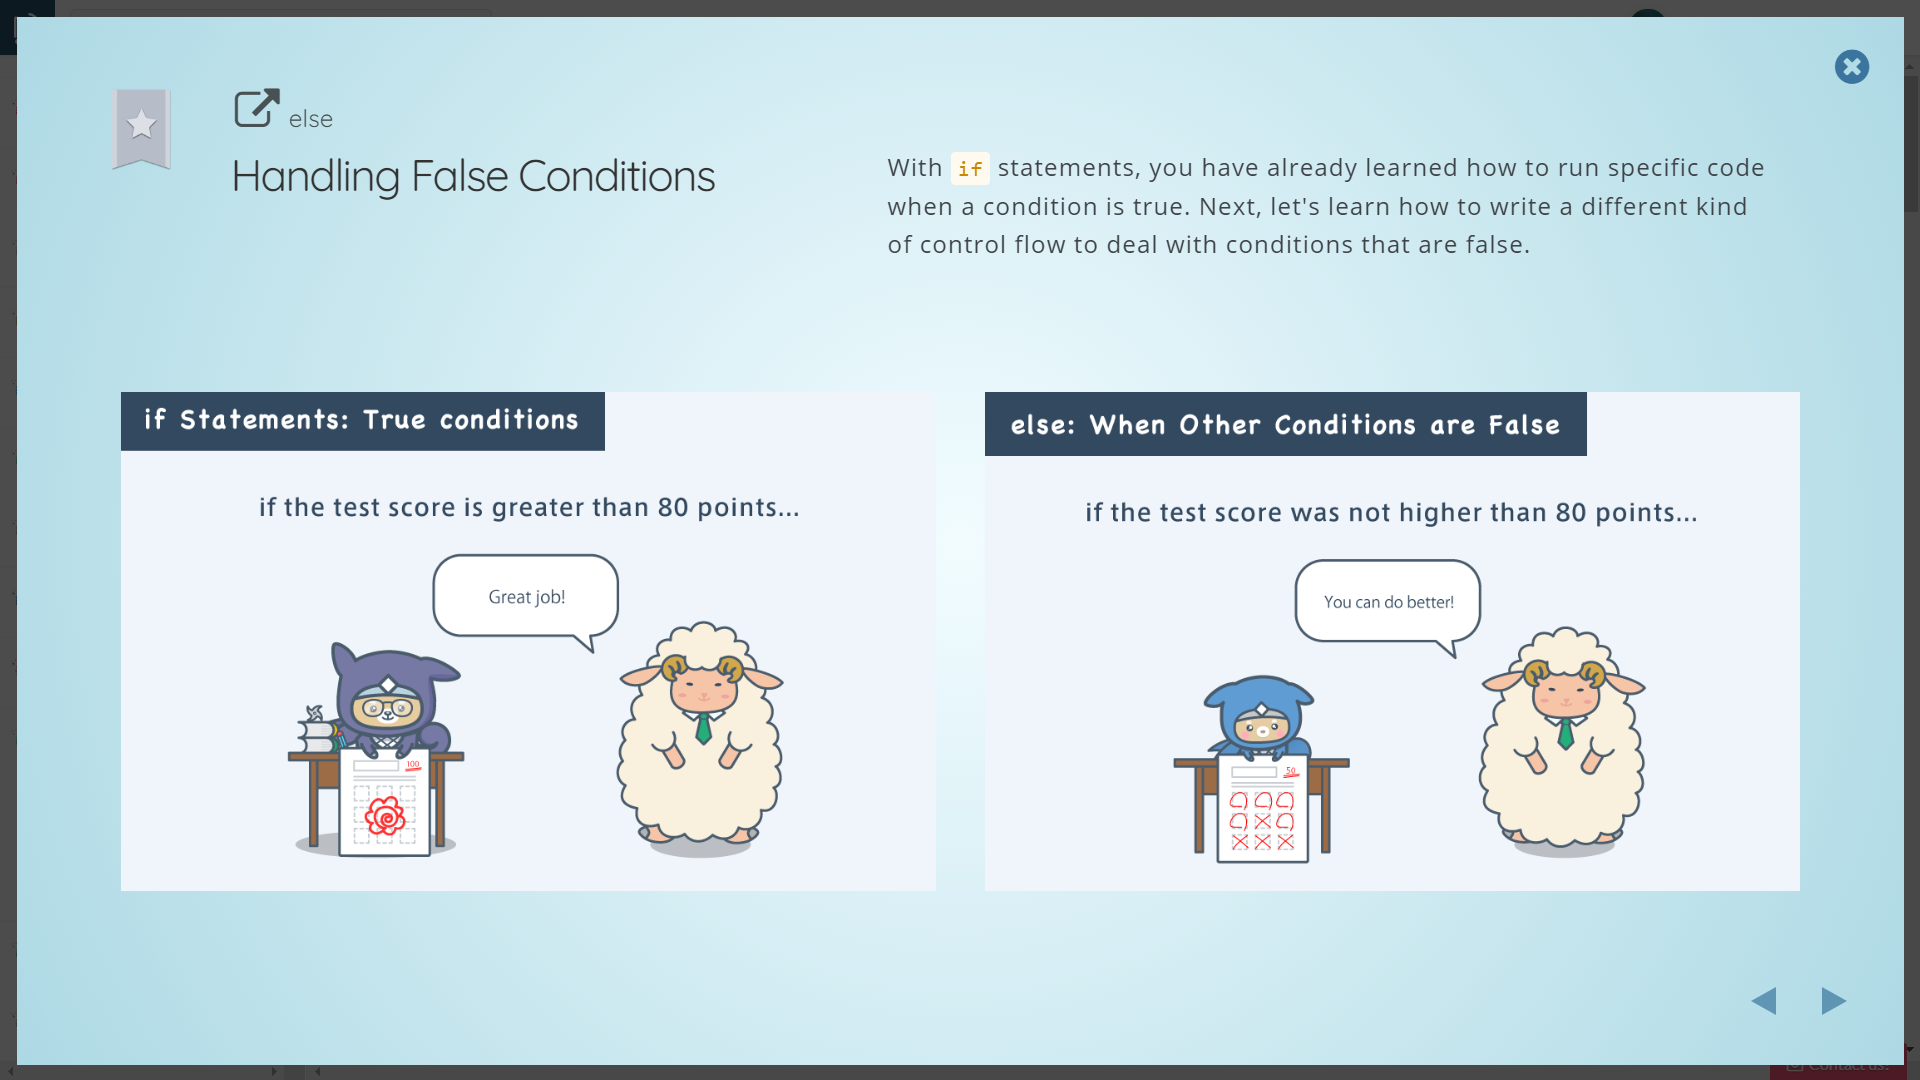 else
Handling False Conditions
With if statements, you have already learned how to run specific code
when a condition is true. Next, let's learn how to write a different kind
of control flow to deal with conditions that are false.
if Statements: True conditions
if the test score is greater than 80 points...
Great job!
100
else: When Other Conditions are False
if the test score was not higher than 80 points...
You can do better!
50
Contact us!